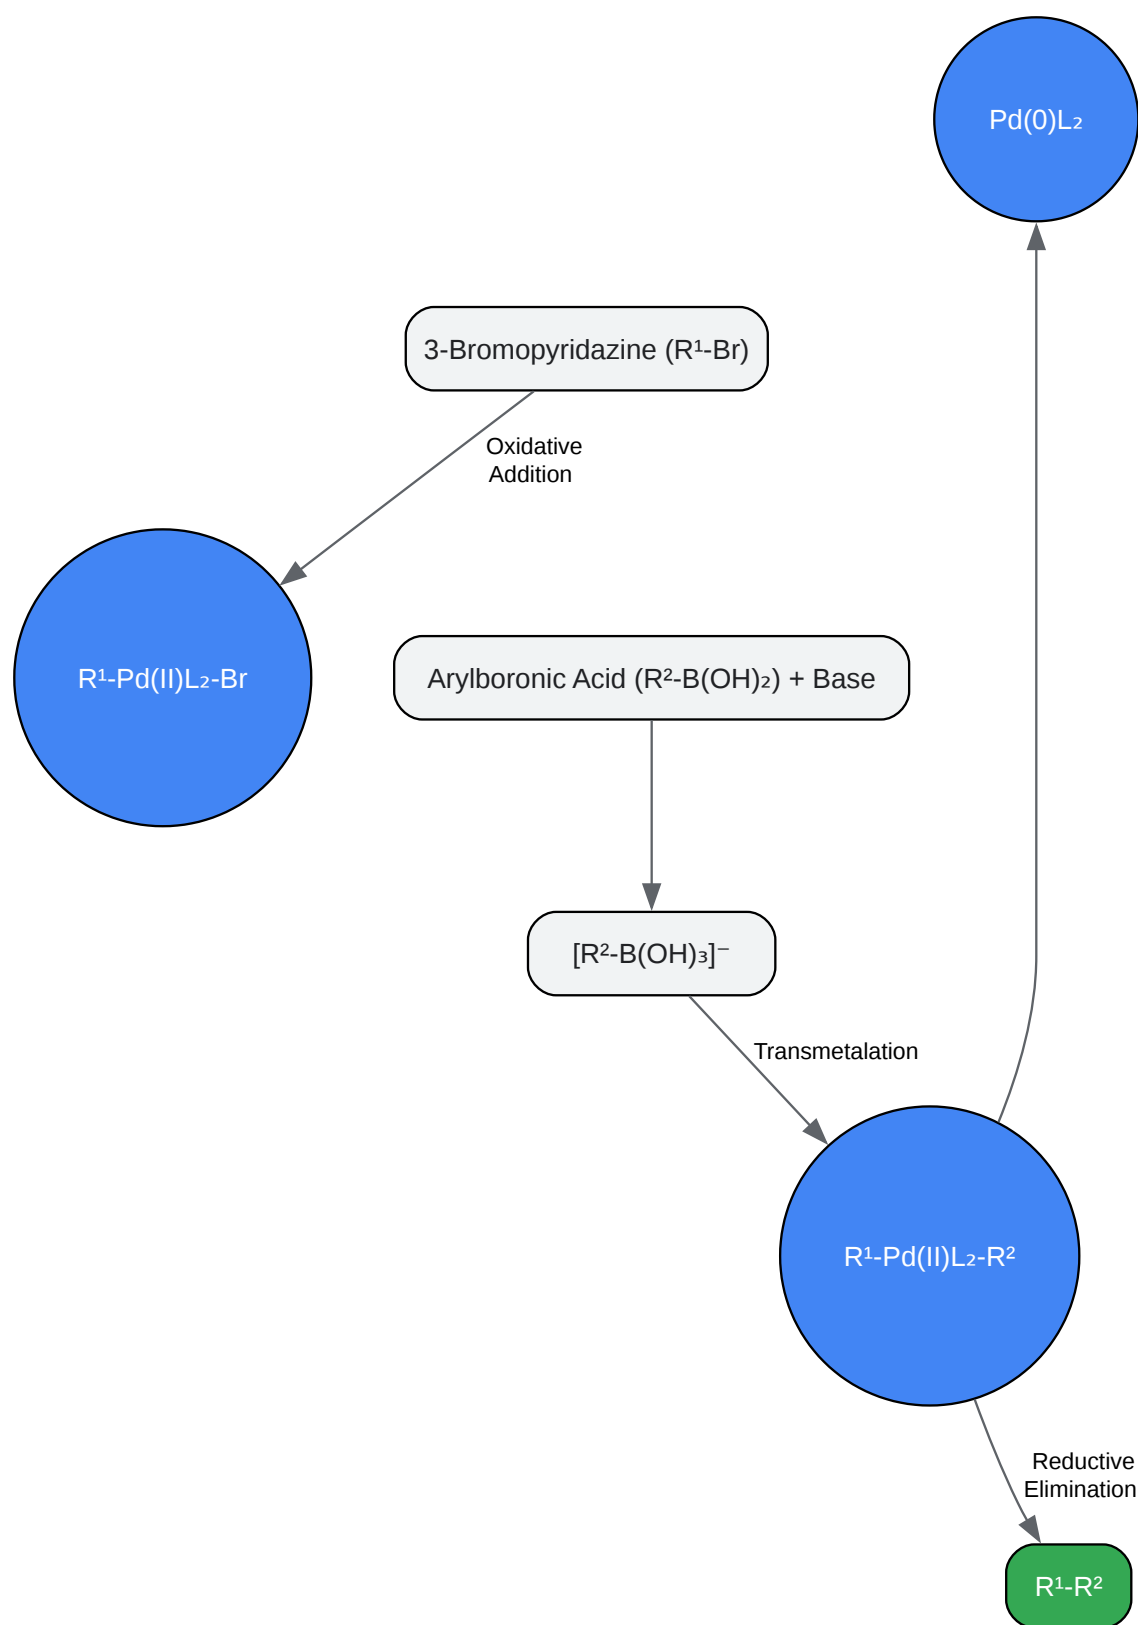 Pd(0)L₂
3-Bromopyridazine (R¹-Br)
Oxidative
Addition
R¹-Pd(II)L₂-Br
Arylboronic Acid (R²-B(OH)₂) + Base
[R²-B(OH)₃]⁻
Transmetalation
R¹-Pd(II)L₂-R²
Reductive
Elimination
R¹-R²